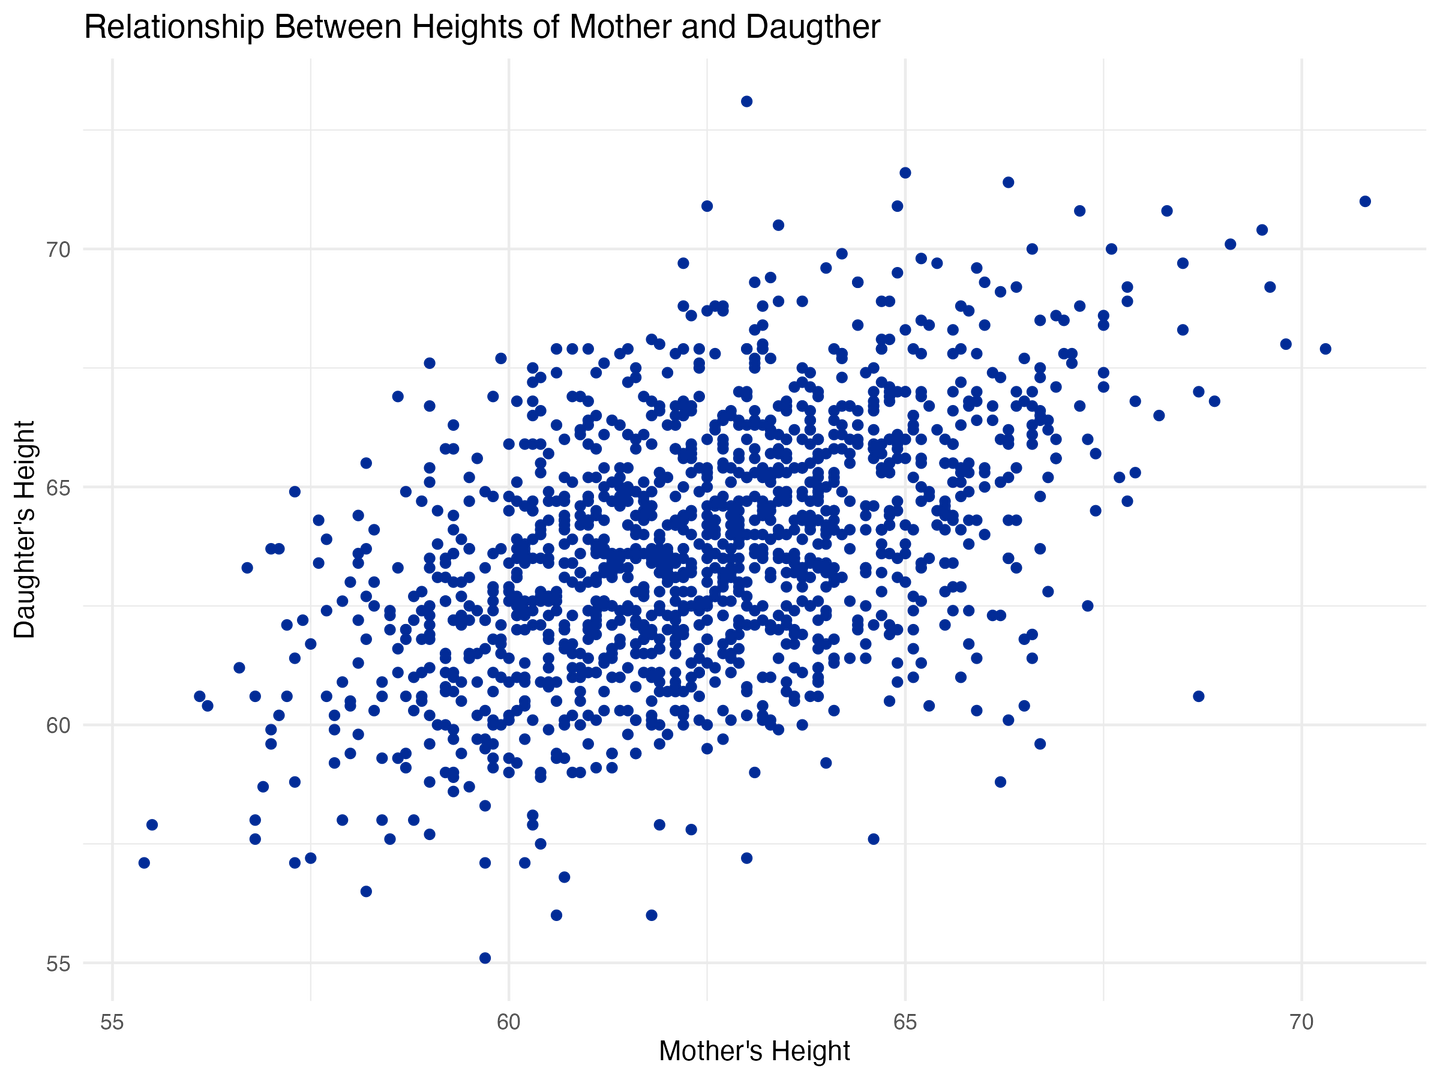 Relationship Between Heights of Mother and Daugther
70
65
60
55
Daughter's Height
55 60 65 70
Mother's Height